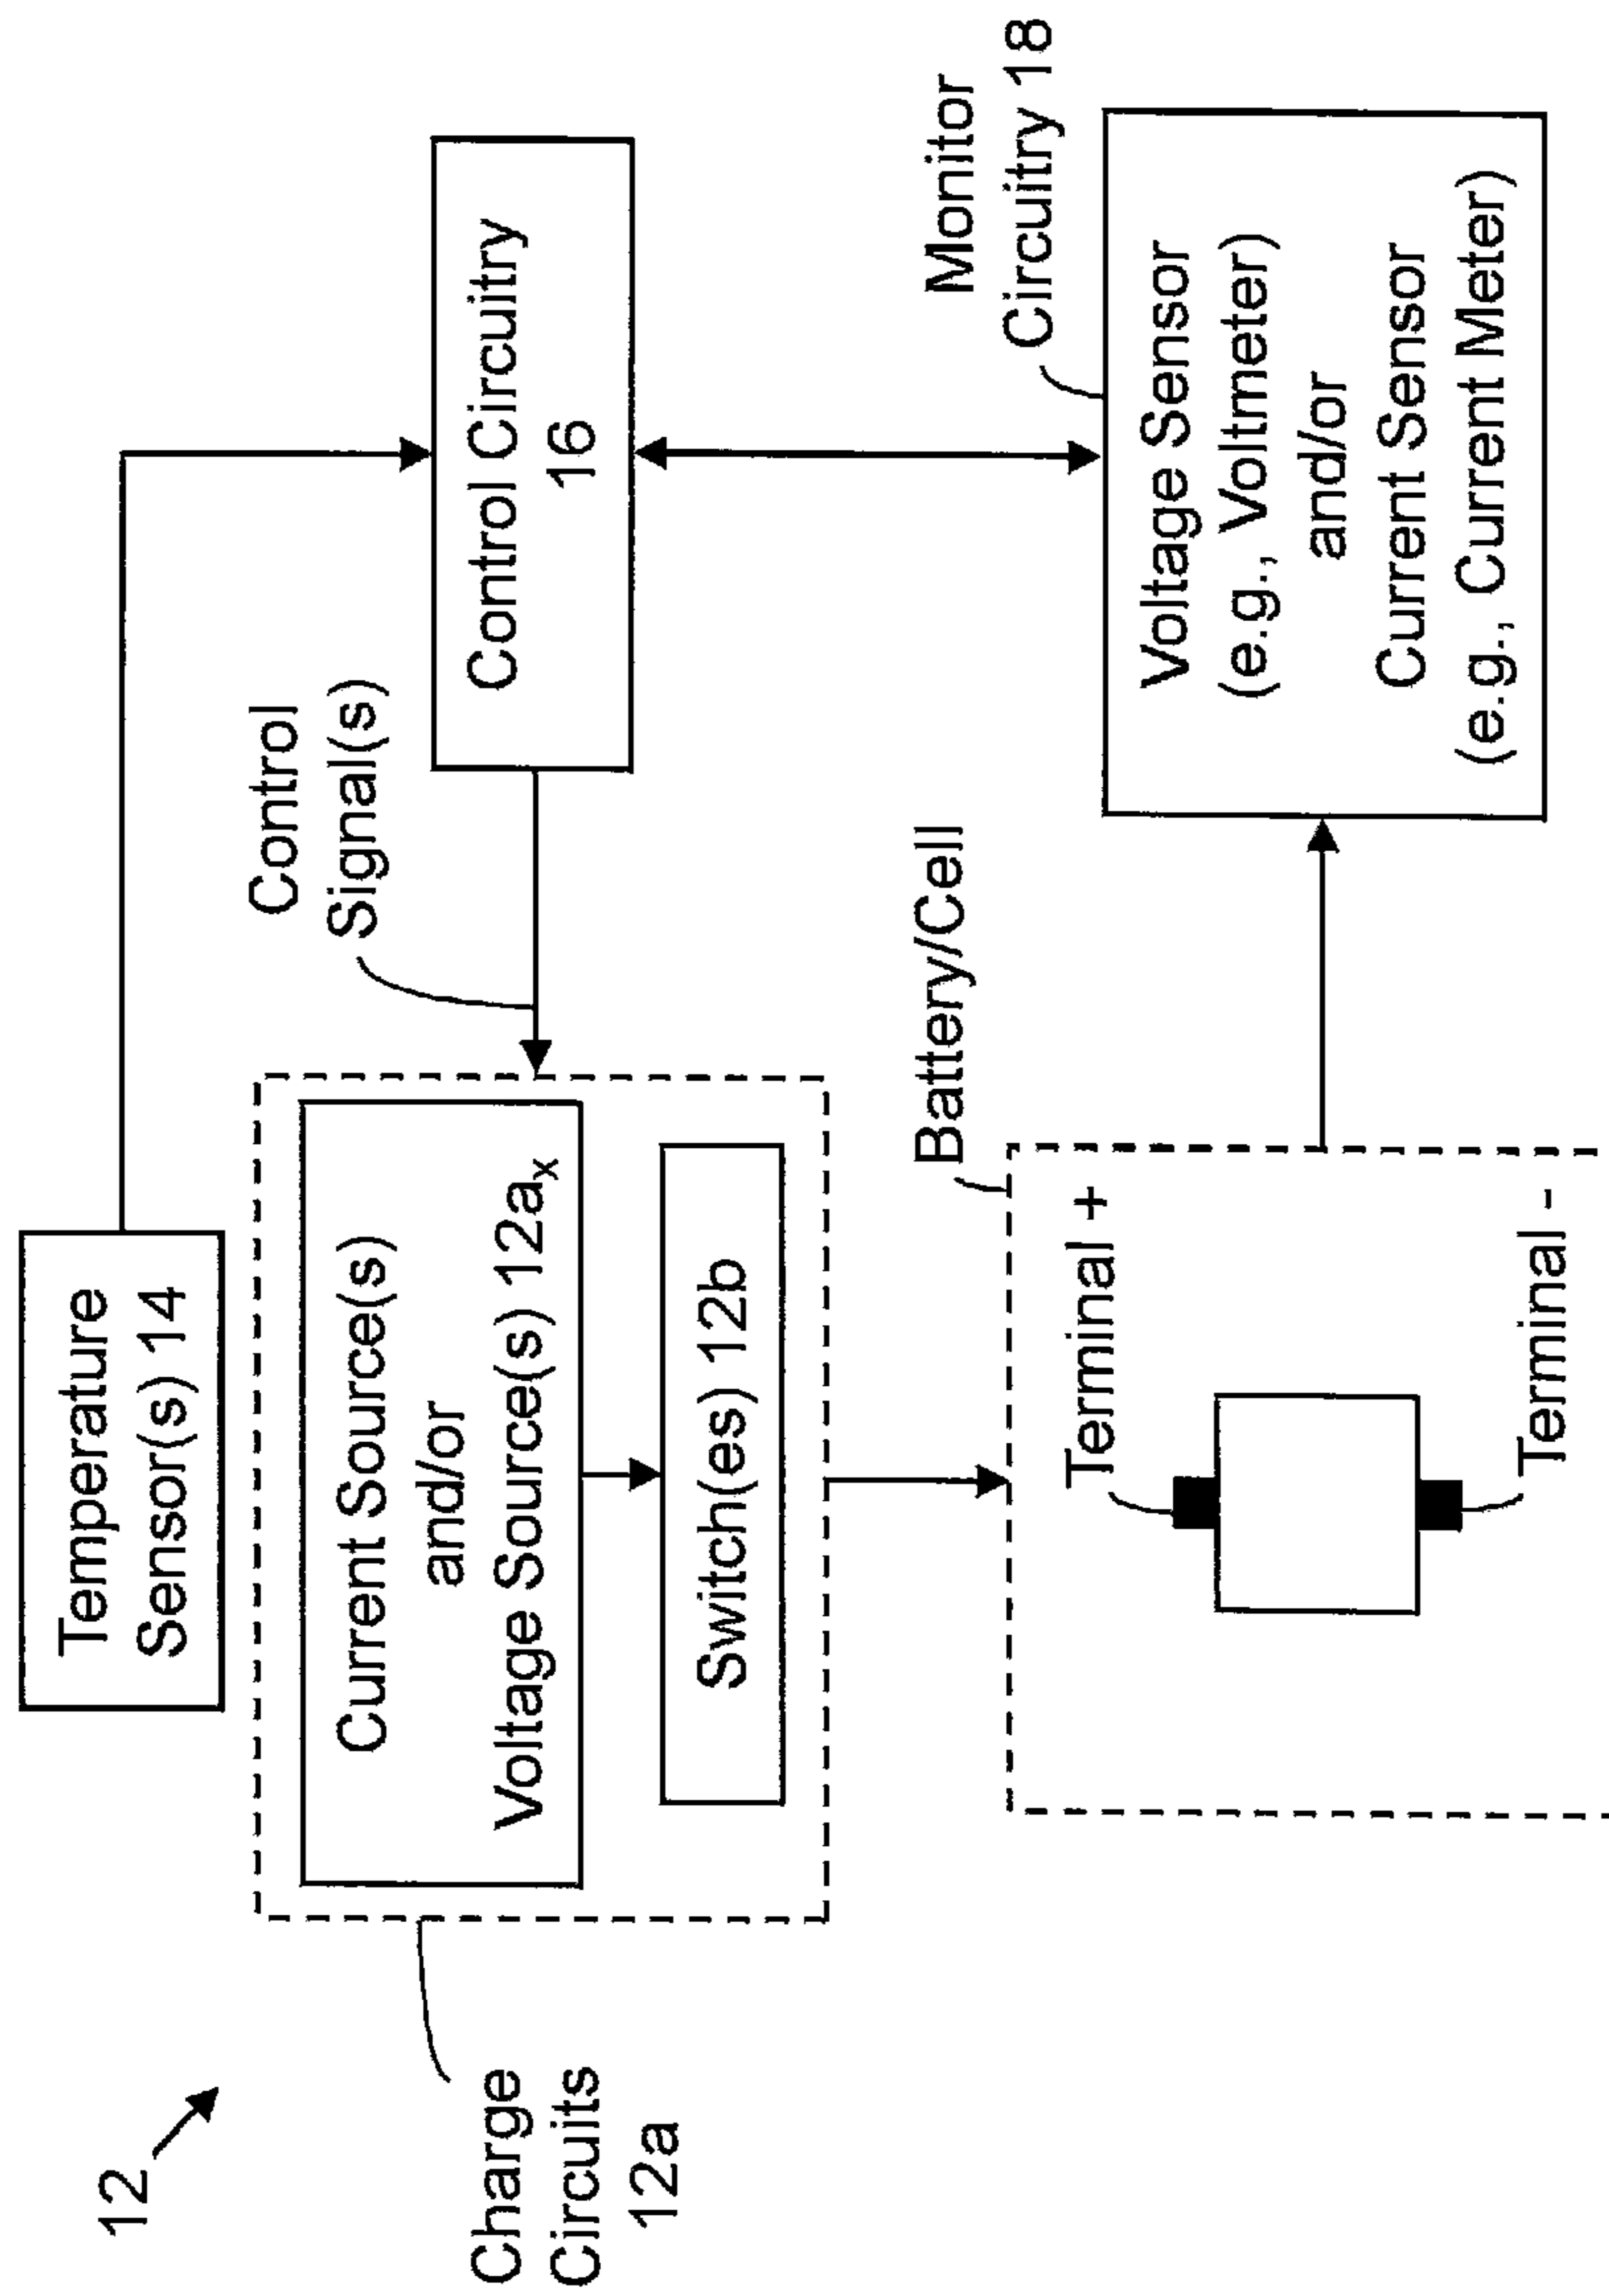 12
Temperature
Sensor(s) 14
Control
Signal(s)
Charge
Circuits
12a
Current Source(s)
and/or
Voltage Source(s) 12aₓ
Switch(es) 12b
Control Circuitry
16
Battery/Cell
Terminal +
Terminal -
Monitor
Circuitry 18
Voltage Sensor
(e.g., Voltmeter)
and/or
Current Sensor
(e.g., Current Meter)